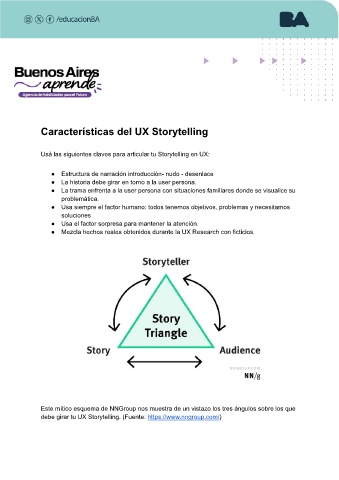 /educacionBA
BA
Buenos Aires
aprende
Agencia de Habilidades para el Futuro
Características del UX Storytelling
Usá las siguientes claves para articular tu Storytelling en UX:
● Estructura de narración introducción- nudo - desenlace
● La historia debe girar en torno a la user persona.
● La trama enfrenta a la user persona con situaciones familiares donde se visualice su
problemática.
● Usa siempre el factor humano: todos tenemos objetivos, problemas y necesitamos
soluciones
● Usa el factor sorpresa para mantener la atención.
● Mezcla hechos reales obtenidos durante la UX Research con ficticios.
Storyteller
Story
Triangle
Story
Audience
NN/g
Este mítico esquema de NNGroup nos muestra de un vistazo los tres ángulos sobre los que
debe girar tu UX Storytelling. (Fuente: https://www.nngroup.com/)